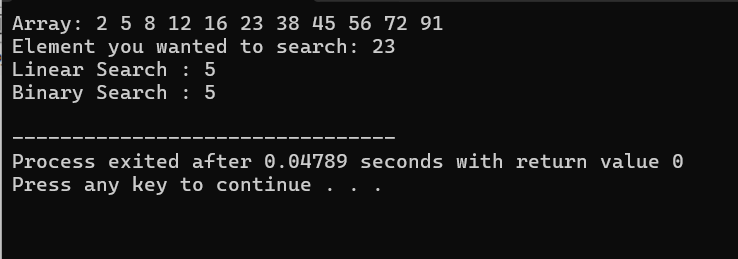 Array: 2 5 8 12 16 23 38 45 56 72 91
Element you wanted to search: 23
Linear Search : 5
Binary Search : 5
--------------------------------
Process exited after 0.04789 seconds with return value 0
Press any key to continue . . .